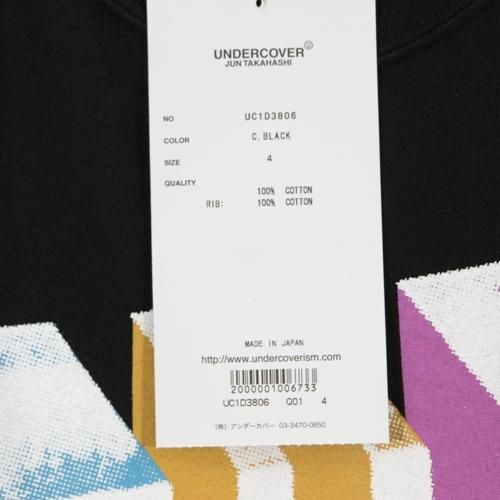 UNDERCOVER Ⓤ
JUN TAKAHASHI
NO UC1D3806
COLOR C.BLACK
SIZE 4
QUALITY
100% COTTON
RIB: 100% COTTON
MADE IN JAPAN
http://www.undercoverism.com
2000001006733
UC1D3806 Q01 4
(株) アンダーカバー 03-3470-0850